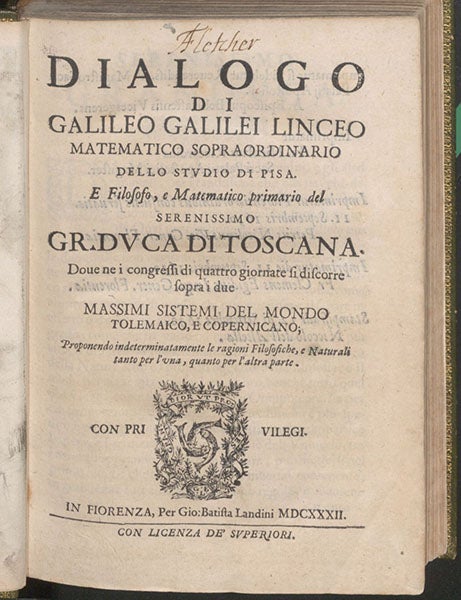 Fletcher
DIALOGO
DI
GALILEO GALILEI LINCEO
MATEMATICO SOPRAORDINARIO
DELLO STVDIO DI PISA.
E Filosofo, e Matematico primario del
SERENISSIMO
GR.DVCA DI TOSCANA.
Doue ne i congressi di quattro giornate si discorre
sopra i due
MASSIMI SISTEMI DEL MONDO
TOLEMAICO, E COPERNICANO;
Proponendo indeterminatamente le ragioni Filosofiche, e Naturali
tanto per l'vna, quanto per l'altra parte.
CON PRI VILEGI.
IN FIORENZA, Per Gio:Batista Landini MDCXXXII.
CON LICENZA DE' SVPERIORI.